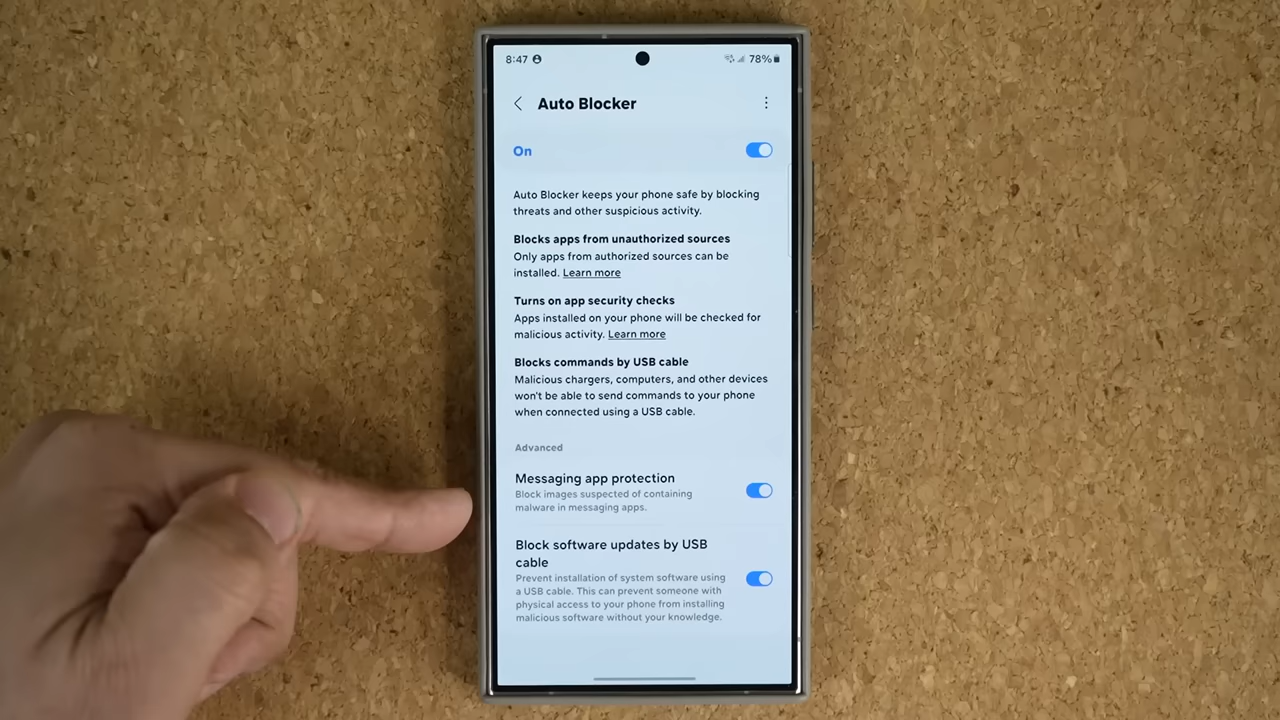 8:47
78%
Auto Blocker
On
Auto Blocker keeps your phone safe by blocking
threats and other suspicious activity.
Blocks apps from unauthorized sources
Only apps from authorized sources can be
installed. Learn more
Turns on app security checks
Apps installed on your phone will be checked for
malicious activity. Learn more
Blocks commands by USB cable
Malicious chargers, computers, and other devices
won't be able to send commands to your phone
when connected using a USB cable.
Advanced
Messaging app protection
Block images suspected of containing
malware in messaging apps.
Block software updates by USB
cable
Prevent installation of system software using
a USB cable. This can prevent someone with
physical access to your phone from installing
malicious software without your knowledge.